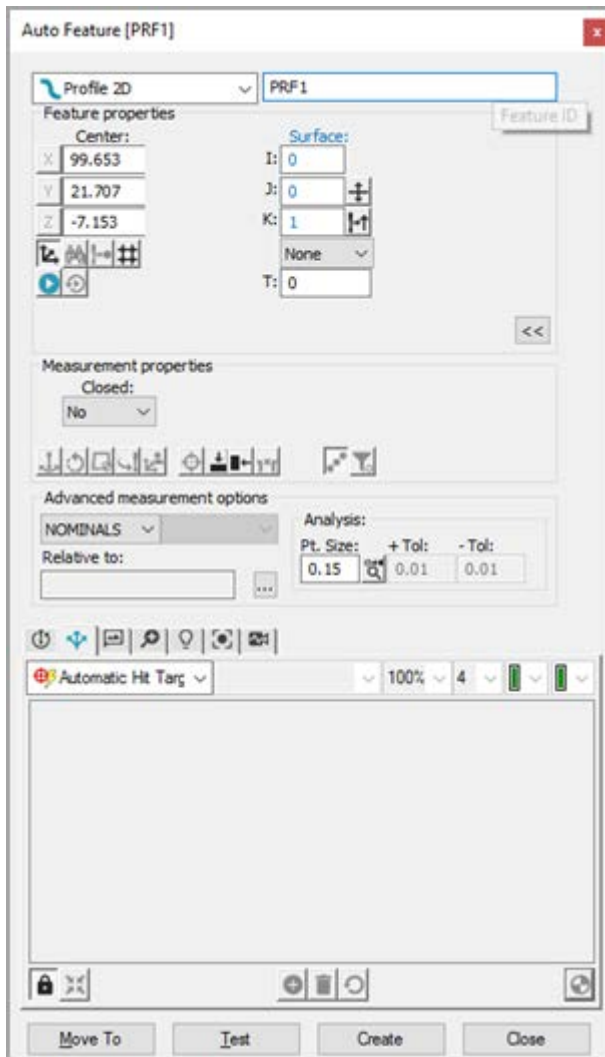 Auto Feature [PRF1]
x
Profile 2D PRF1
Feature ID
Feature properties
Center: Surface:
X 99.653 I: 0
Y 21.707 J: 0
Z -7.153 K: 1
None
T: 0
<<
Measurement properties
Closed:
No
Advanced measurement options
NOMINALS
Relative to:
...
Analysis:
Pt. Size: + Tol: - Tol:
0.15 0.01 0.01
Automatic Hit Targ 100% 4
Move To Test Create Close